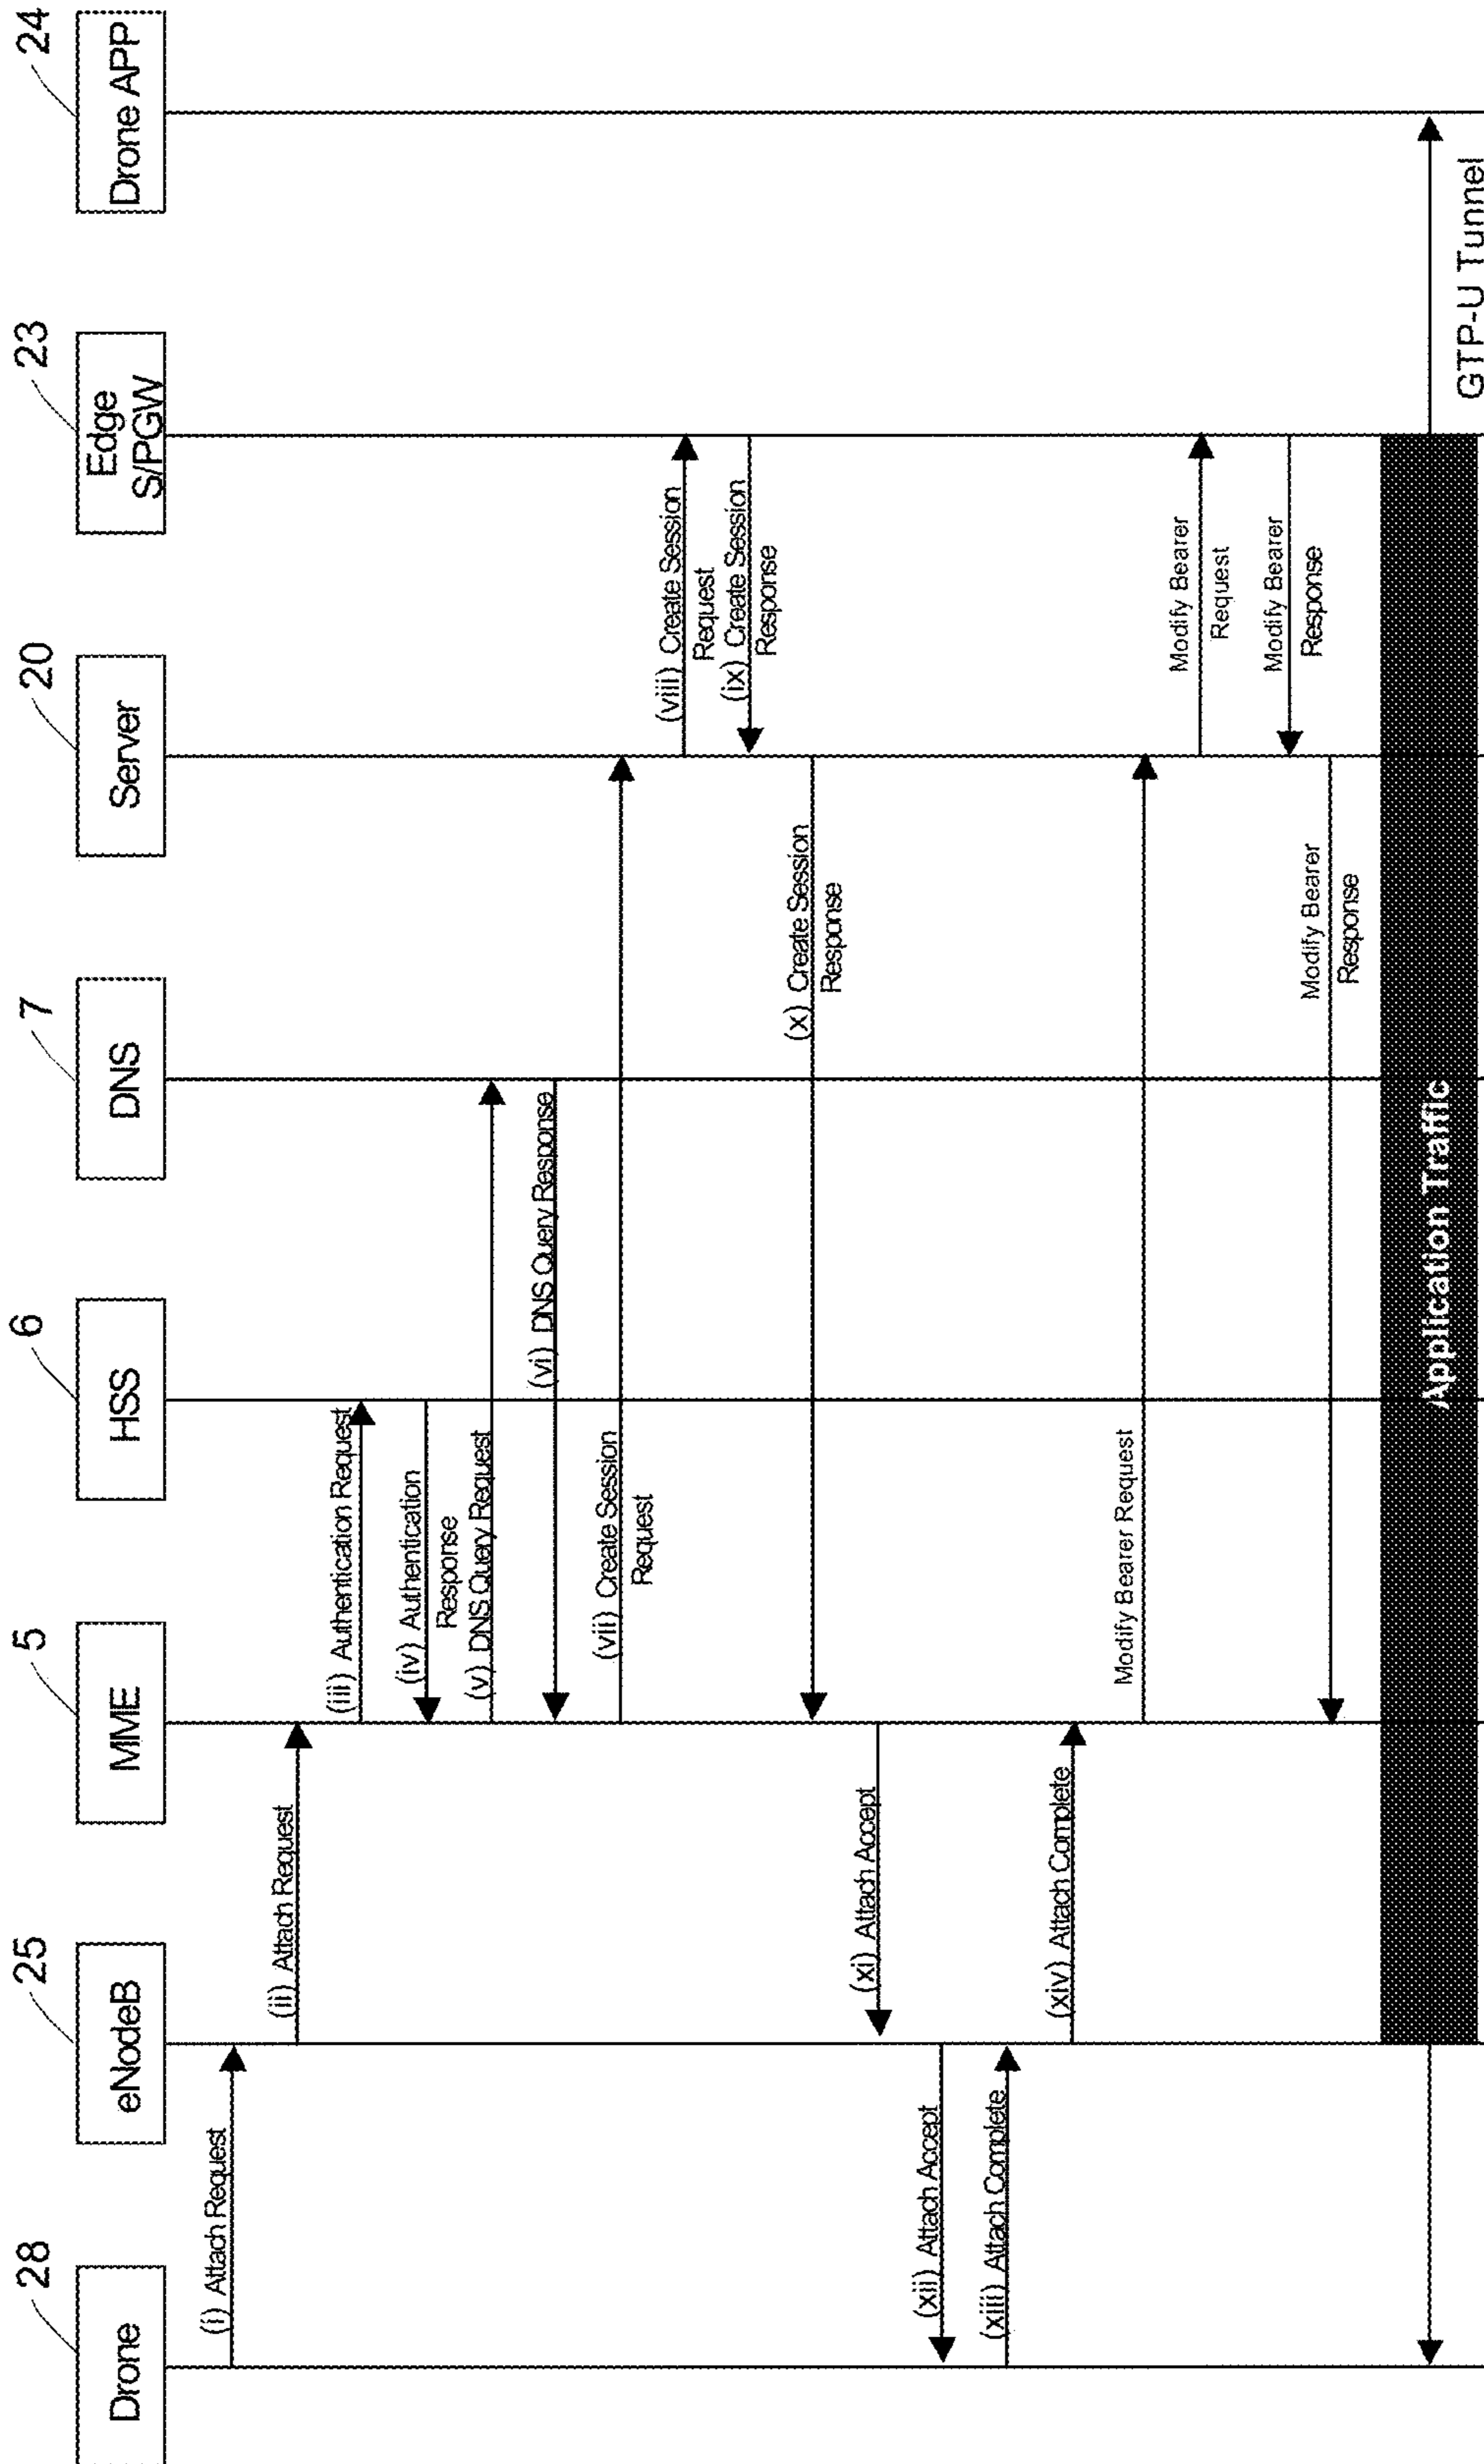 28
25
5
6
7
20
23
24
Drone
eNodeB
MME
HSS
DNS
Server
Edge
S/PGW
Drone APP
(i) Attach Request
(ii) Attach Request
(iii) Authentication Request
(iv) Authentication
Response
(v) DNS Query Request
(vi) DNS Query Response
(vii) Create Session
Request
(viii) Create Session
Request
(ix) Create Session
Response
(x) Create Session
Response
(xi) Attach Accept
(xii) Attach Accept
(xiii) Attach Complete
(xiv) Attach Complete
Modify Bearer Request
Modify Bearer
Request
Modify Bearer
Response
Modify Bearer
Response
Application Traffic
GTP-U Tunnel